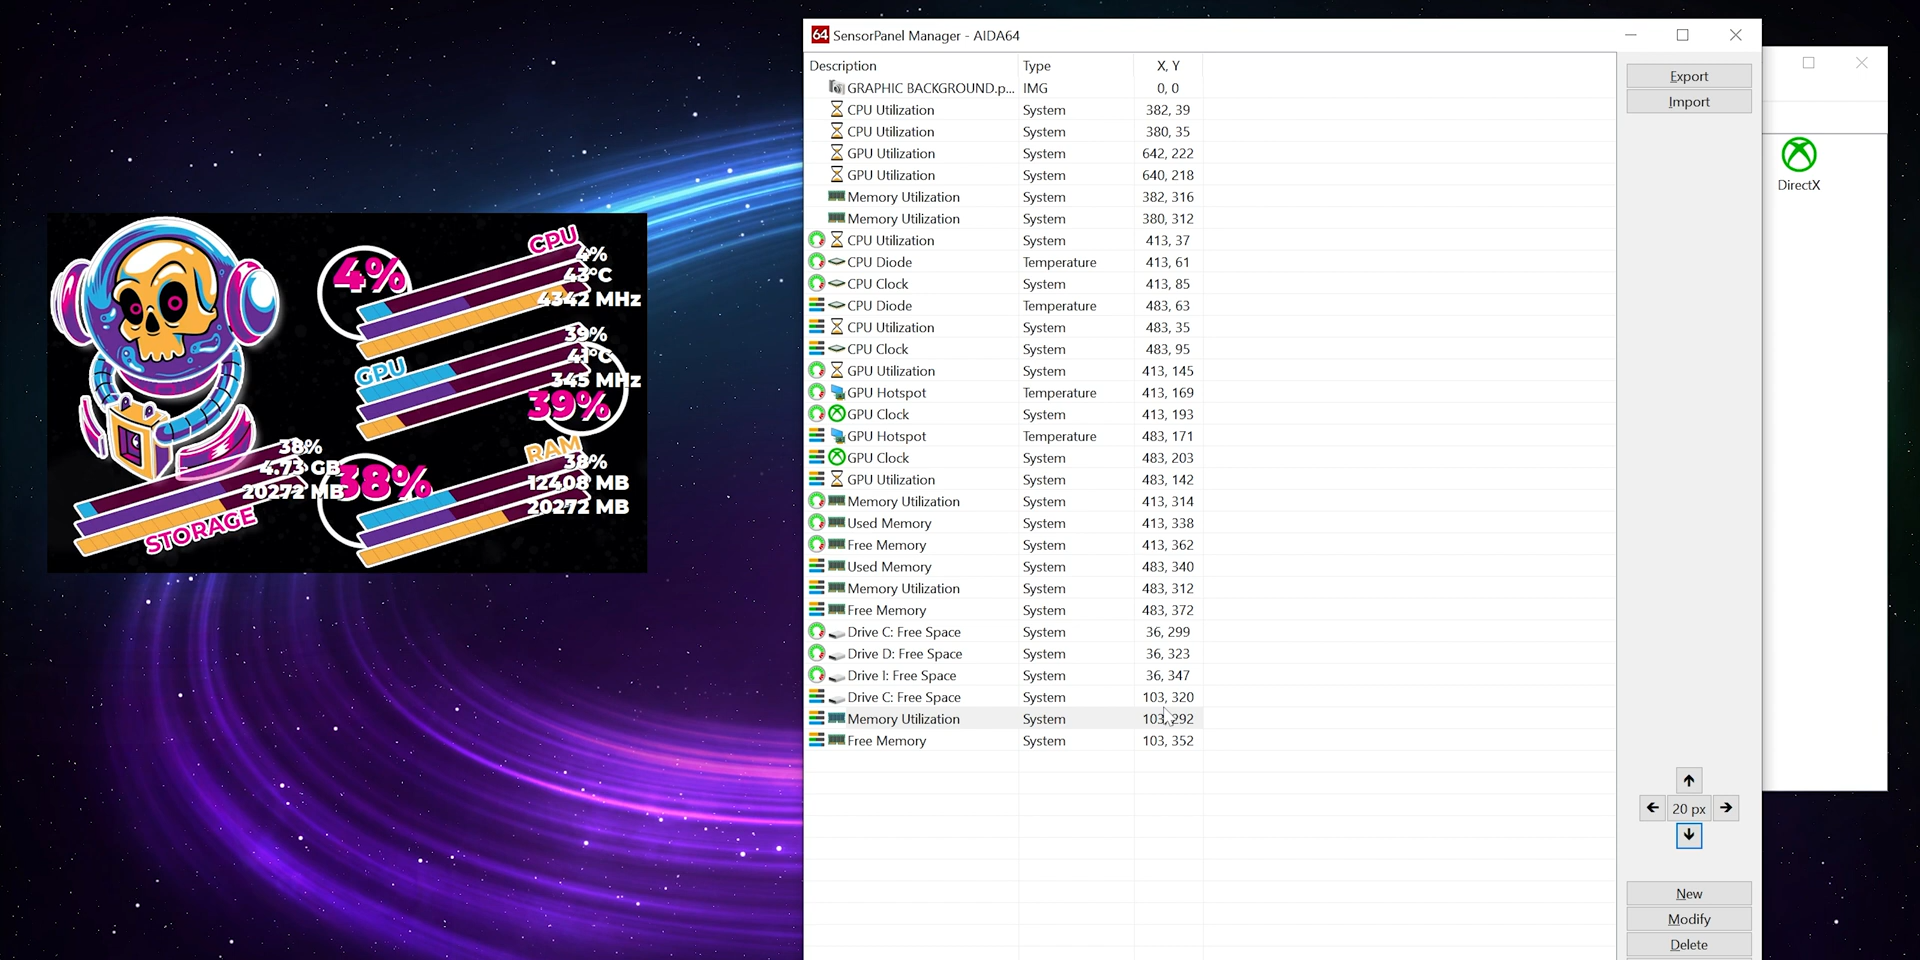 SensorPanel Manager - AIDA64
Description Type X, Y
GRAPHIC BACKGROUND.p... IMG 0, 0
CPU Utilization System 382, 39
CPU Utilization System 380, 35
GPU Utilization System 642, 222
GPU Utilization System 640, 218
Memory Utilization System 382, 316
Memory Utilization System 380, 312
CPU Utilization System 413, 37
CPU Diode Temperature 413, 61
CPU Clock System 413, 85
CPU Diode Temperature 483, 63
CPU Utilization System 483, 35
CPU Clock System 483, 95
GPU Utilization System 413, 145
GPU Hotspot Temperature 413, 169
GPU Clock System 413, 193
GPU Hotspot Temperature 483, 171
GPU Clock System 483, 203
GPU Utilization System 483, 142
Memory Utilization System 413, 314
Used Memory System 413, 338
Free Memory System 413, 362
Used Memory System 483, 340
Memory Utilization System 483, 312
Free Memory System 483, 372
Drive C: Free Space System 36, 299
Drive D: Free Space System 36, 323
Drive I: Free Space System 36, 347
Drive C: Free Space System 103, 320
Memory Utilization System 103, 292
Free Memory System 103, 352
Export
Import
20 px
New
Modify
Delete
DirectX
64
CPU
4%
4%
43°C
4342 MHz
39%
41°C
GPU
345 MHz
39%
RAM
38%
38%
12408 MB
20272 MB
38%
4.73 GB
20272 MB
STORAGE